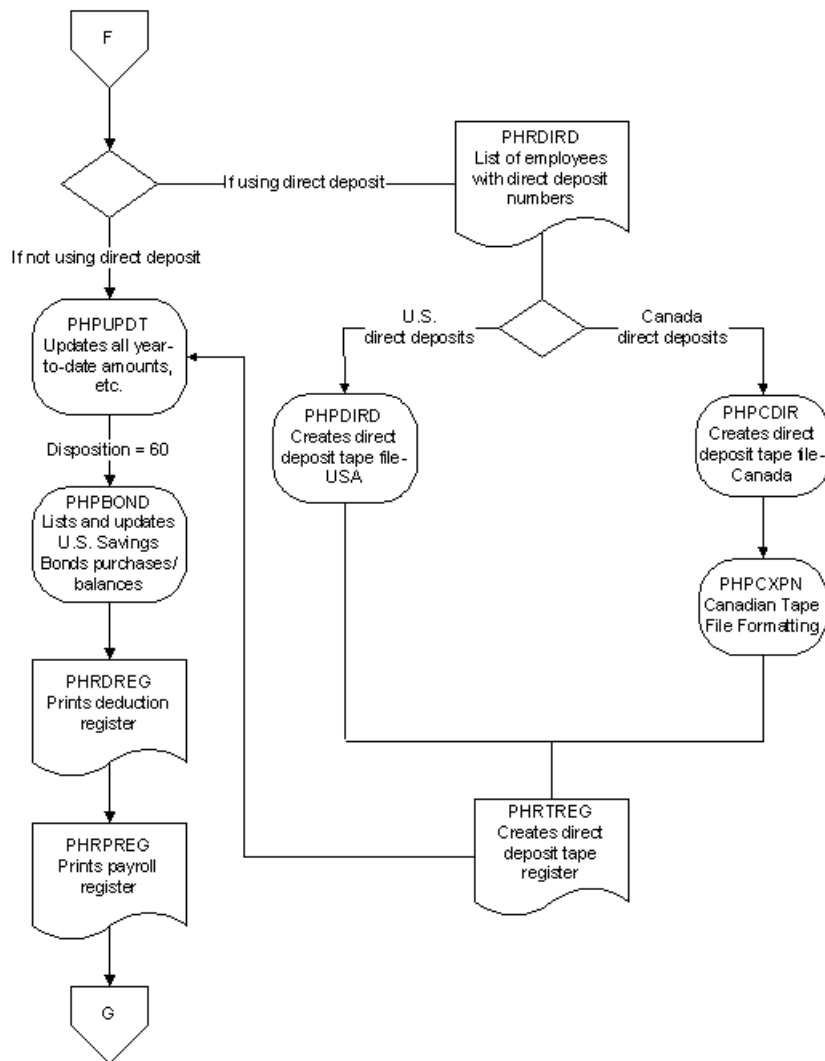 F
If using direct deposit
PHRDIRD
List of employees
with direct deposit
numbers
If not using direct deposit
U.S.
direct deposits
Canada
direct deposits
PHPUPDT
Updates all year-
to-date amounts,
etc.
PHPDIRD
Creates direct
deposit tape file-
USA
PHPCDIR
Creates direct
deposit tape file-
Canada
Disposition = 60
PHPBOND
Lists and updates
U.S. Savings
Bonds purchases/
balances
PHPCXPN
Canadian Tape
File Formatting
PHRDREG
Prints deduction
register
PHRTREG
Creates direct
deposit tape
register
PHRPREG
Prints payroll
register
G